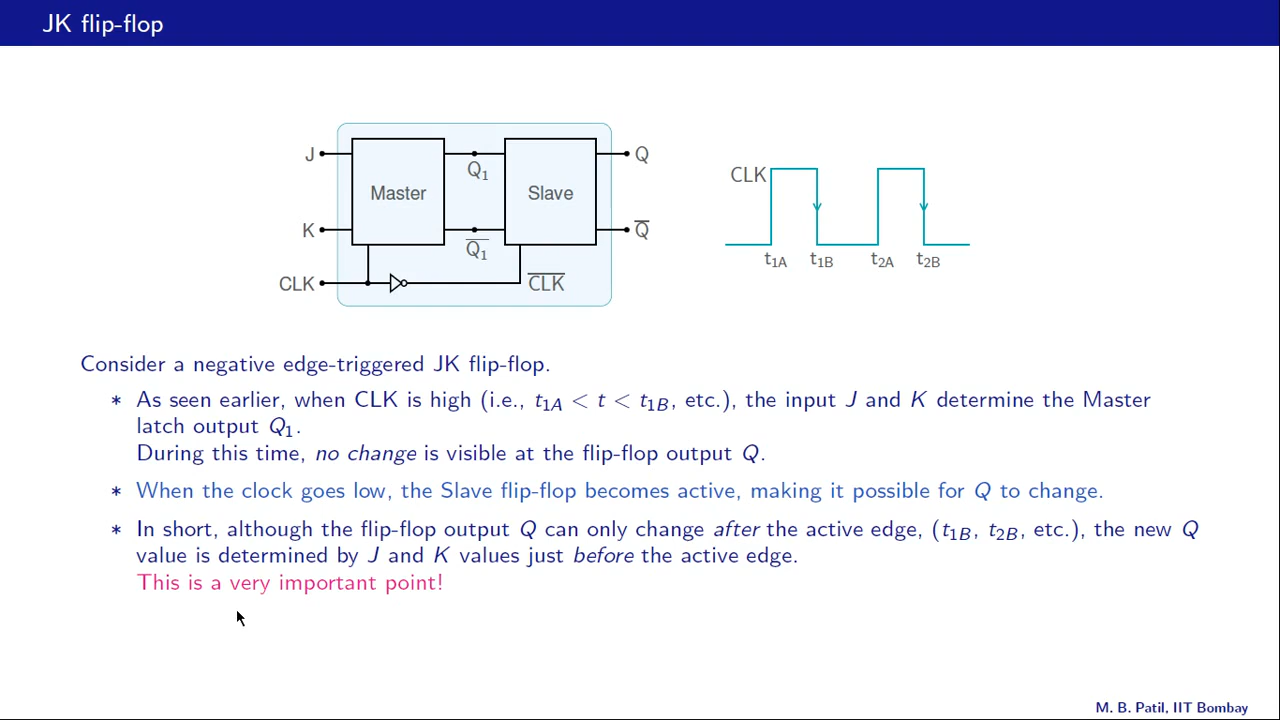 JK flip-flop
J
Master
Q₁
Slave
Q
K
Q̅₁
Q̅
CLK
C̅L̅K̅
CLK
t₁A t₁B t₂A t₂B
Consider a negative edge-triggered JK flip-flop.
* As seen earlier, when CLK is high (i.e., t₁A < t < t₁B, etc.), the input J and K determine the Master
latch output Q₁.
During this time, no change is visible at the flip-flop output Q.
* When the clock goes low, the Slave flip-flop becomes active, making it possible for Q to change.
* In short, although the flip-flop output Q can only change after the active edge, (t₁B, t₂B, etc.), the new Q
value is determined by J and K values just before the active edge.
This is a very important point!
M. B. Patil, IIT Bombay